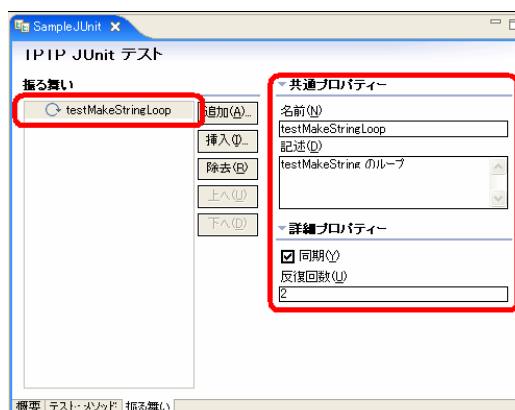 SampleJUnit
TPTP JUnit テスト
振る舞い
testMakeStringLoop
追加(A)...
挿入(I)...
除去(R)
上へ(U)
下へ(D)
共通プロパティー
名前(N)
testMakeStringLoop
記述(D)
testMakeString のループ
詳細プロパティー
同期(Y)
反復回数(U)
2
概要 テスト・メソッド 振る舞い